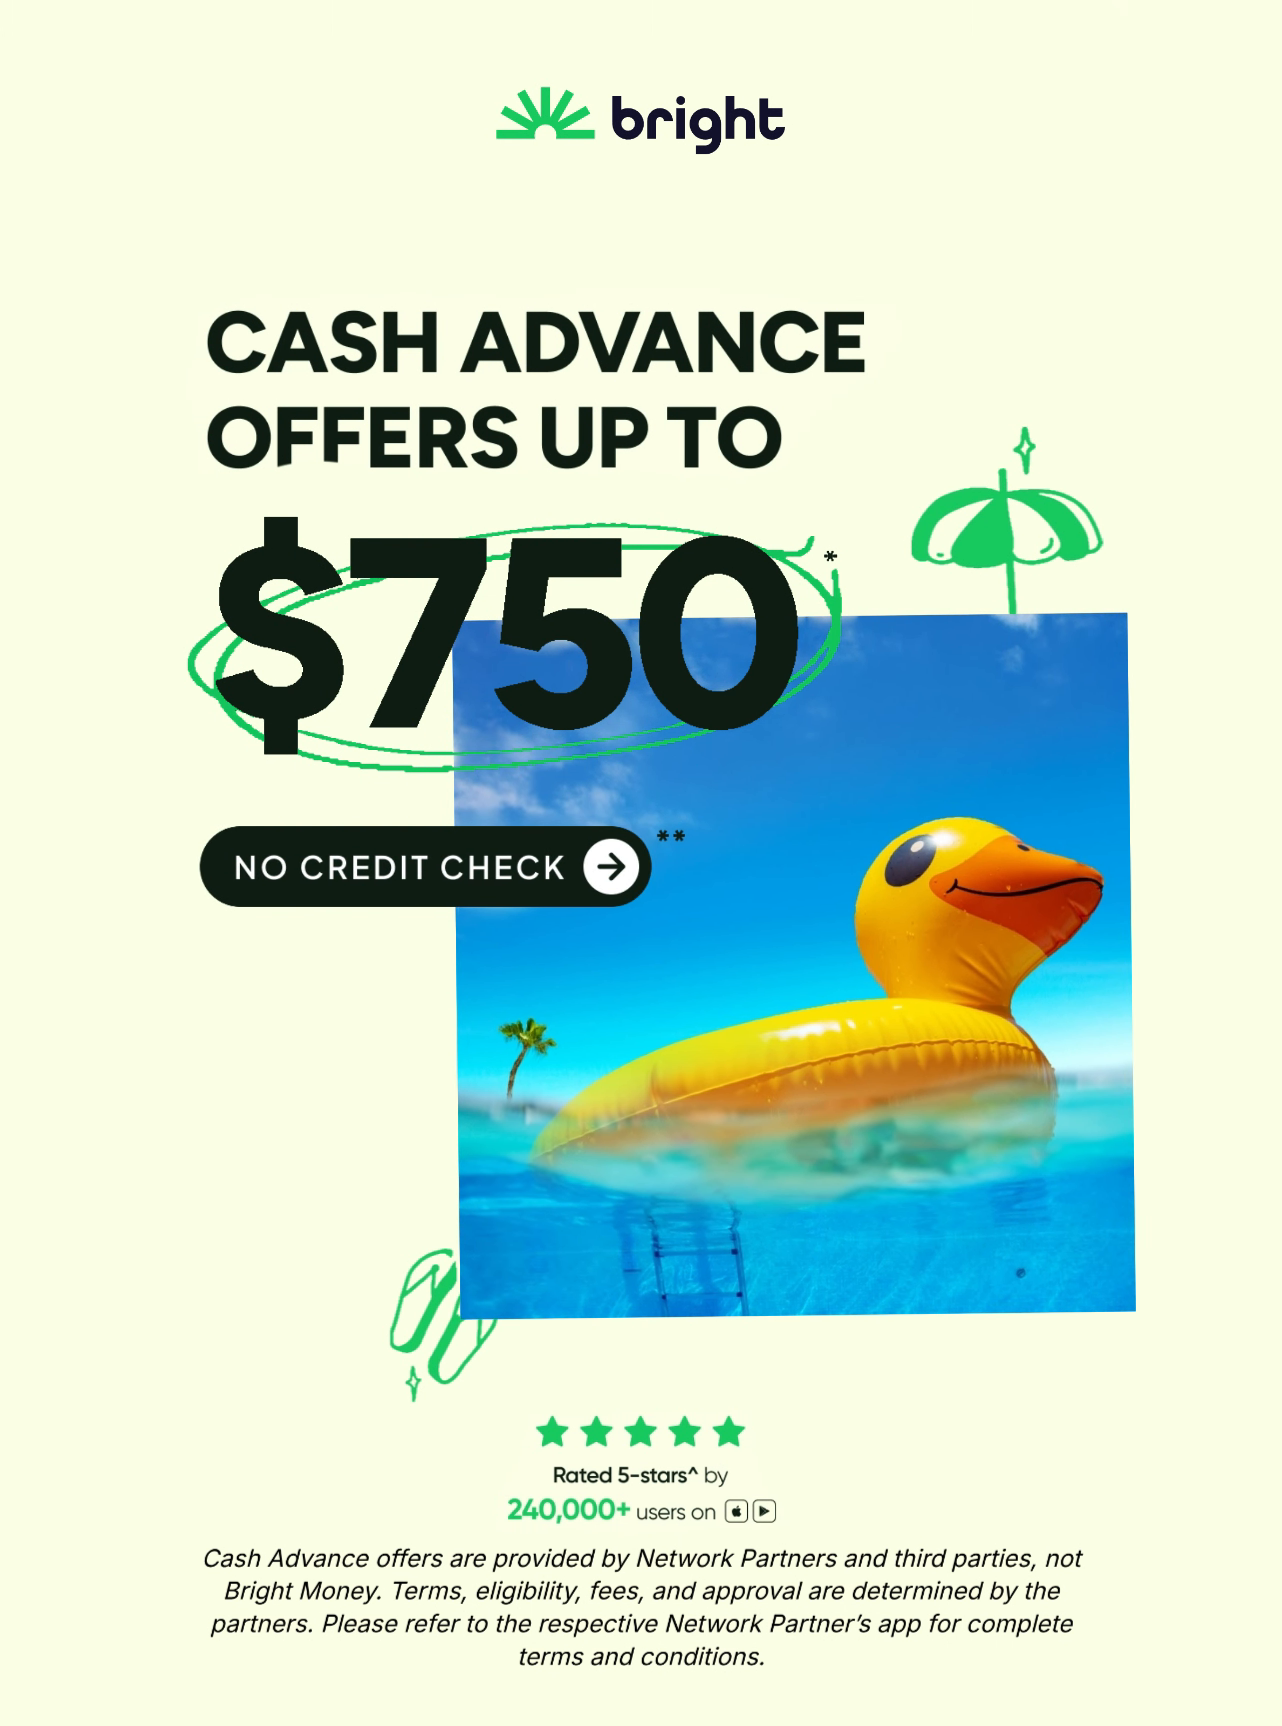 bright
CASH ADVANCE
OFFERS UP TO
$750*
NO CREDIT CHECK**
Rated 5-stars^ by
240,000+ users on
Cash Advance offers are provided by Network Partners and third parties, not
Bright Money. Terms, eligibility, fees, and approval are determined by the
partners. Please refer to the respective Network Partner’s app for complete
terms and conditions.